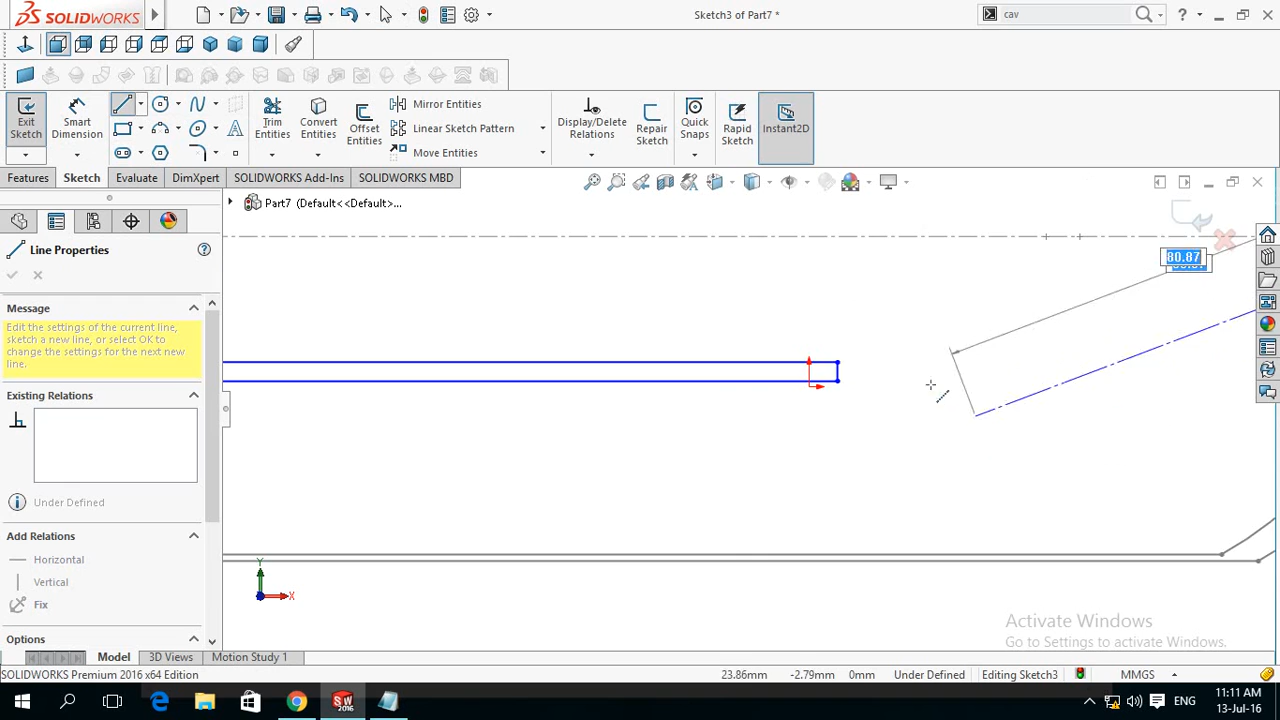 SOLIDWORKS
Sketch3 of Part7 *
cav
Exit
Sketch
Smart
Dimension
Trim
Entities
Convert
Entities
Offset
Entities
Mirror Entities
Linear Sketch Pattern
Move Entities
Display/Delete
Relations
Repair
Sketch
Quick
Snaps
Rapid
Sketch
Instant2D
Features
Sketch
Evaluate
DimXpert
SOLIDWORKS Add-Ins
SOLIDWORKS MBD
Part7 (Default<<Default>...
Line Properties
Message
Edit the settings of the current line,
sketch a new line, or select OK to
change the settings for the next new
line.
Existing Relations
Under Defined
Add Relations
Horizontal
Vertical
Fix
Options
80.87
Y
X
Activate Windows
Go to Settings to activate Windows.
Model
3D Views
Motion Study 1
SOLIDWORKS Premium 2016 x64 Edition
23.86mm
-2.79mm
0mm
Under Defined
Editing Sketch3
MMGS
ENG
11:11 AM
13-Jul-16